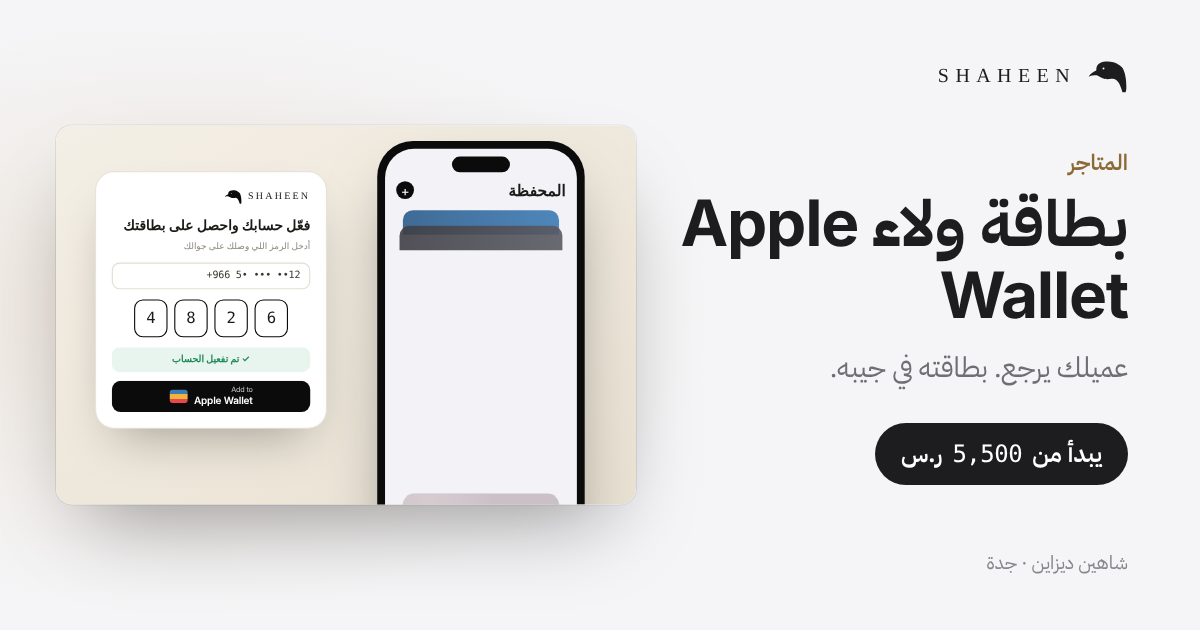 SHAHEEN
المتاجر
بطاقة ولاء Apple
Wallet
عميلك يرجع. بطاقته في جيبه.
يبدأ من 5,500 ر.س
شاهين ديزاين · جدة
المحفظة
+
SHAHEEN
فعّل حسابك واحصل على بطاقتك
أدخل الرمز اللي وصلك على جوالك
+966 5• ••• ••12
4 8 2 6
✓ تم تفعيل الحساب
Add to
Apple Wallet